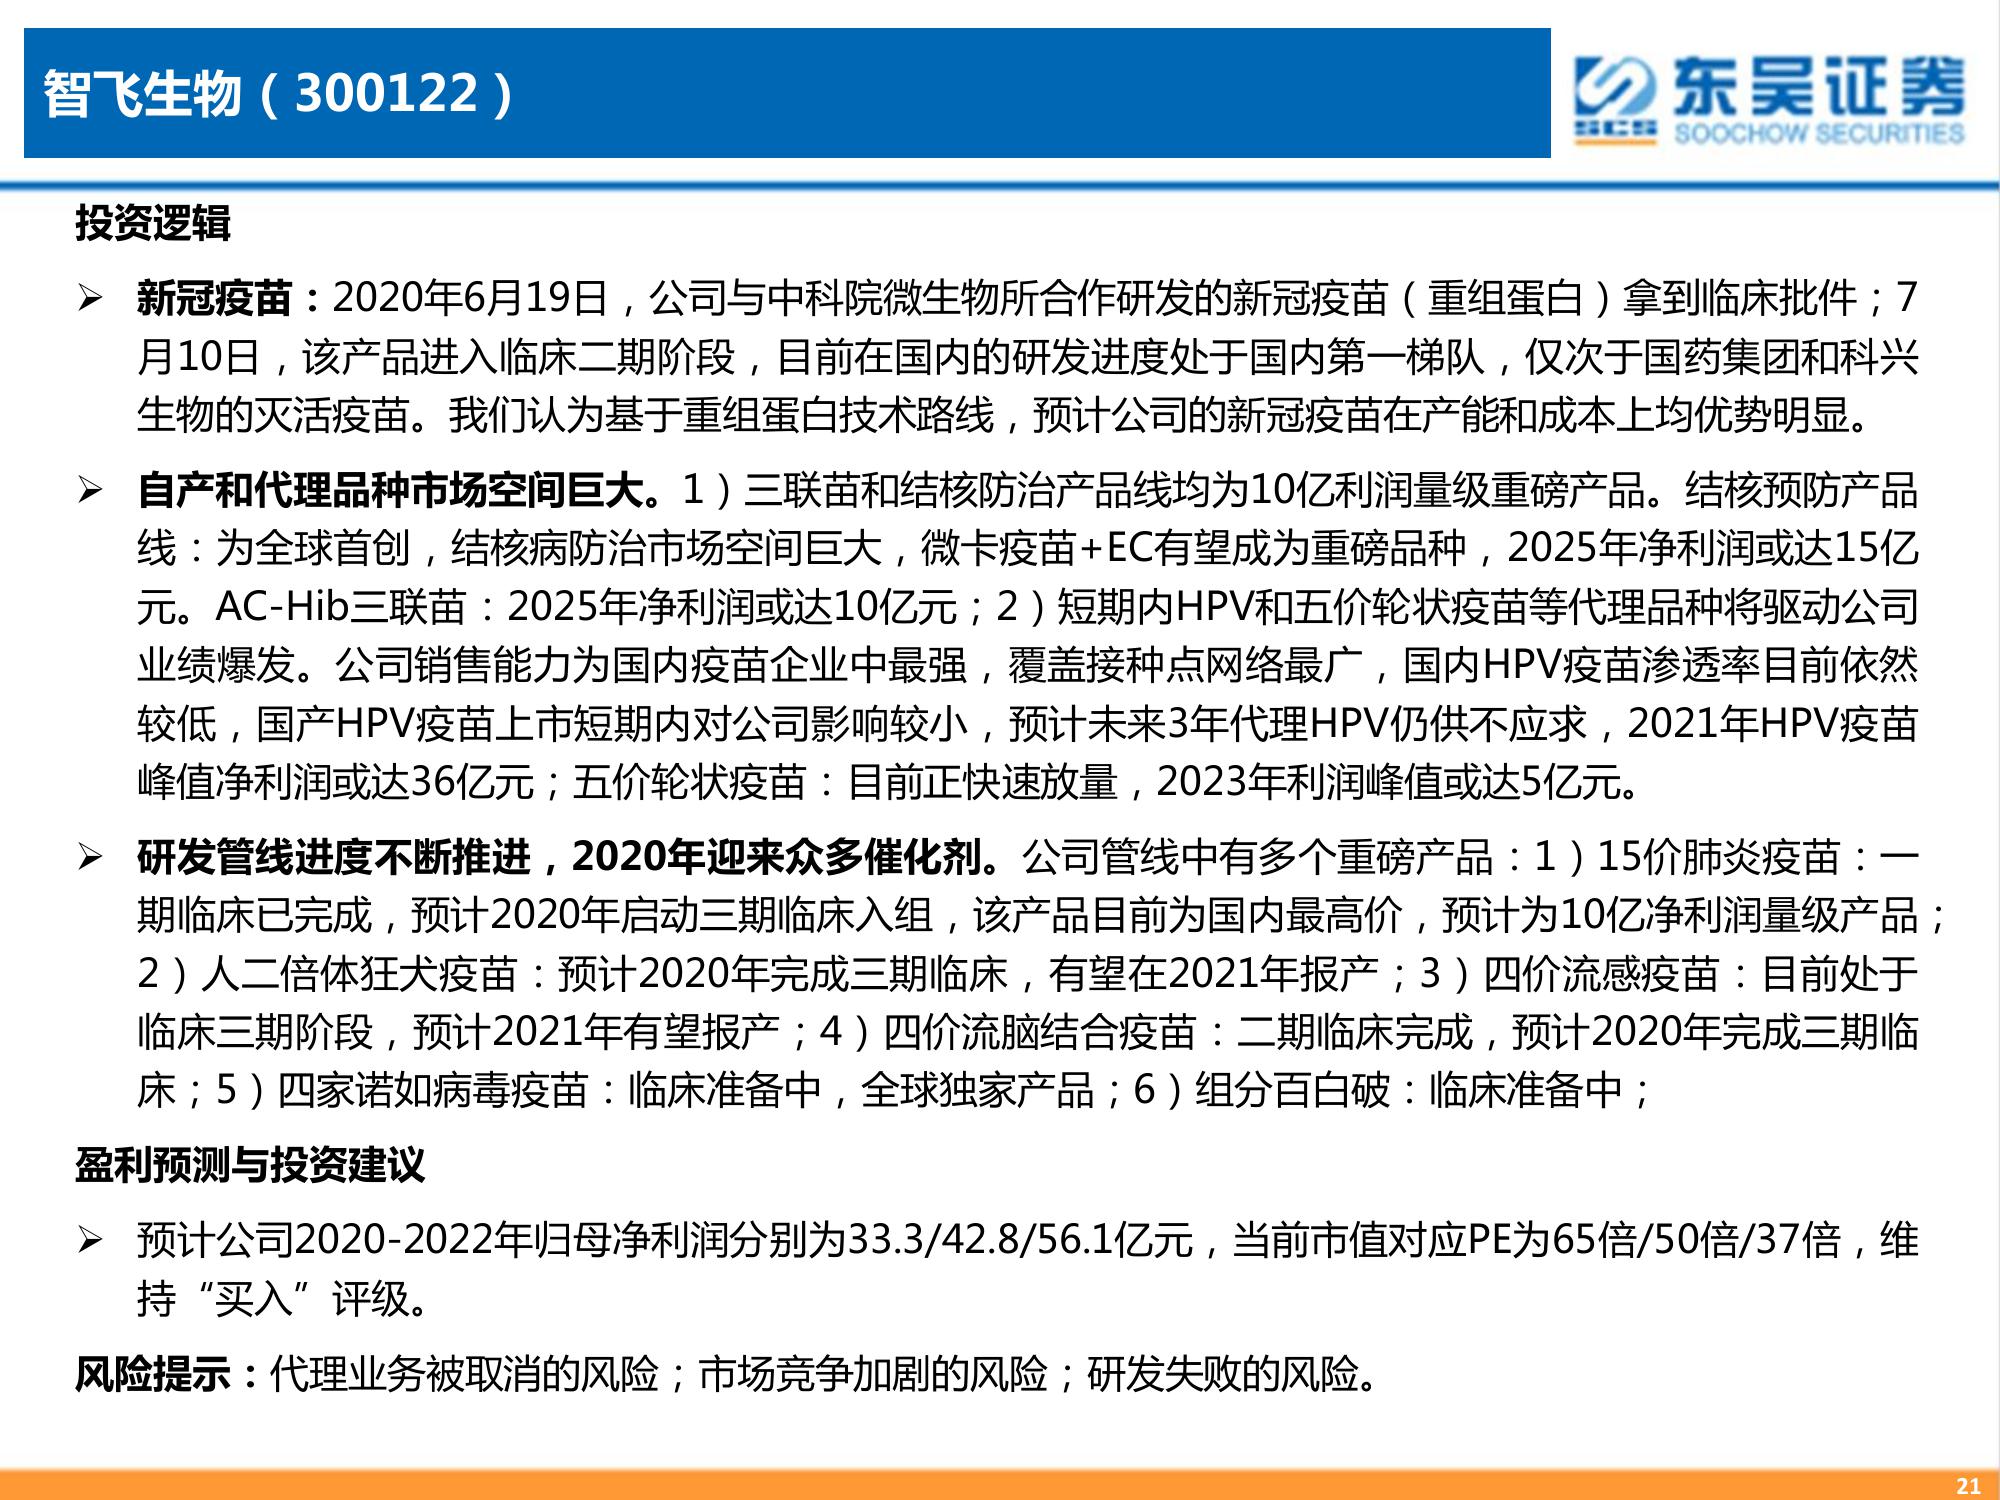 智飞生物（300122）
东吴证券
SCS
SOOCHOW SECURITIES
投资逻辑
➢ 新冠疫苗：2020年6月19日，公司与中科院微生物所合作研发的新冠疫苗（重组蛋白）拿到临床批件；7
月10日，该产品进入临床二期阶段，目前在国内的研发进度处于国内第一梯队，仅次于国药集团和科兴
生物的灭活疫苗。我们认为基于重组蛋白技术路线，预计公司的新冠疫苗在产能和成本上均优势明显。
➢ 自产和代理品种市场空间巨大。1）三联苗和结核防治产品线均为10亿利润量级重磅产品。结核预防产品
线：为全球首创，结核病防治市场空间巨大，微卡疫苗+EC有望成为重磅品种，2025年净利润或达15亿
元。AC-Hib三联苗：2025年净利润或达10亿元；2）短期内HPV和五价轮状疫苗等代理品种将驱动公司
业绩爆发。公司销售能力为国内疫苗企业中最强，覆盖接种点网络最广，国内HPV疫苗渗透率目前依然
较低，国产HPV疫苗上市短期内对公司影响较小，预计未来3年代理HPV仍供不应求，2021年HPV疫苗
峰值净利润或达36亿元；五价轮状疫苗：目前正快速放量，2023年利润峰值或达5亿元。
➢ 研发管线进度不断推进，2020年迎来众多催化剂。公司管线中有多个重磅产品：1）15价肺炎疫苗：一
期临床已完成，预计2020年启动三期临床入组，该产品目前为国内最高价，预计为10亿净利润量级产品；
2）人二倍体狂犬疫苗：预计2020年完成三期临床，有望在2021年报产；3）四价流感疫苗：目前处于
临床三期阶段，预计2021年有望报产；4）四价流脑结合疫苗：二期临床完成，预计2020年完成三期临
床；5）四家诺如病毒疫苗：临床准备中，全球独家产品；6）组分百白破：临床准备中；
盈利预测与投资建议
➢ 预计公司2020-2022年归母净利润分别为33.3/42.8/56.1亿元，当前市值对应PE为65倍/50倍/37倍，维
持“买入”评级。
风险提示：代理业务被取消的风险；市场竞争加剧的风险；研发失败的风险。
21